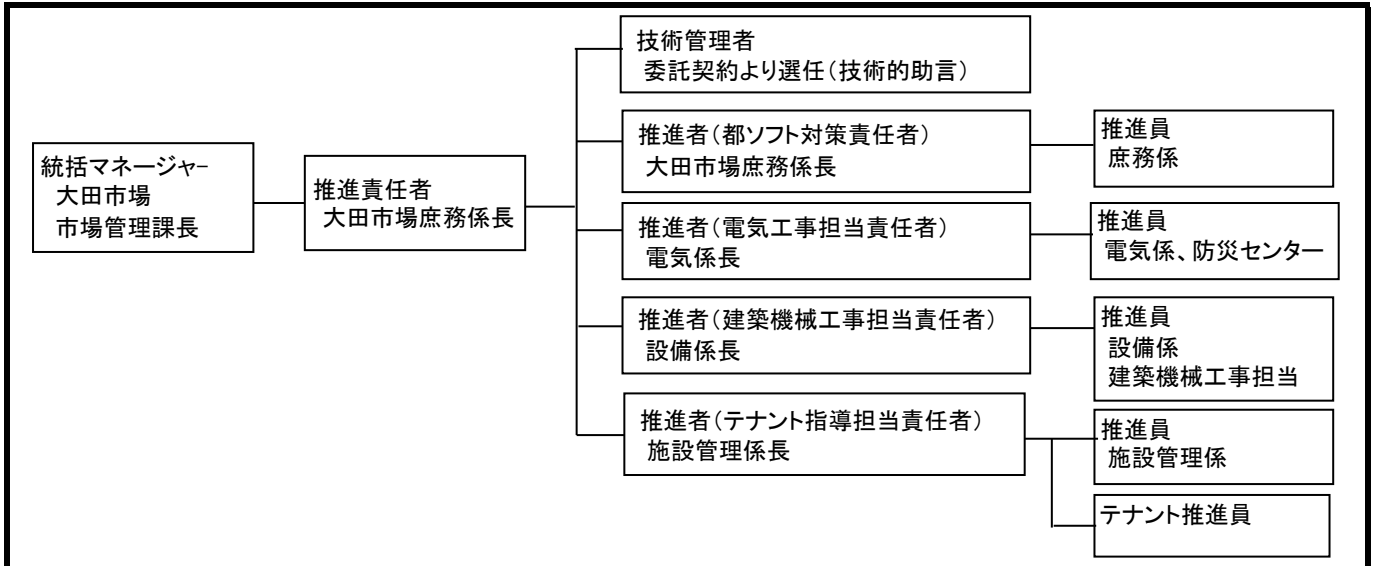 統括マネージャー
大田市場
市場管理課長
推進責任者
大田市場庶務係長
技術管理者
委託契約より選任（技術的助言）
推進者（都ソフト対策責任者）
大田市場庶務係長
推進員
庶務係
推進者（電気工事担当責任者）
電気係長
推進員
電気係、防災センター
推進者（建築機械工事担当責任者）
設備係長
推進員
設備係
建築機械工事担当
推進者（テナント指導担当責任者）
施設管理係長
推進員
施設管理係
テナント推進員